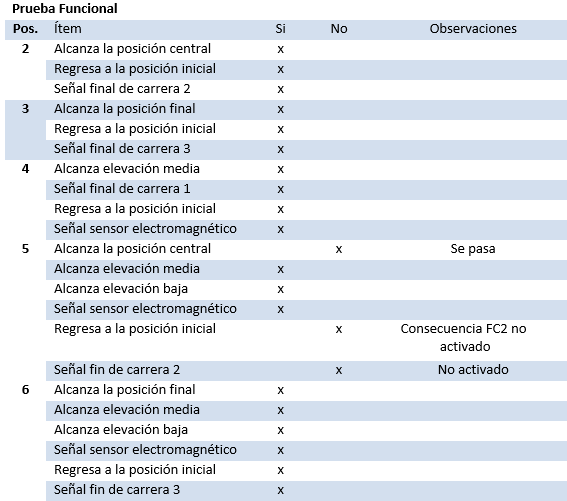 Prueba Funcional
Pos. Ítem Si No Observaciones
2 Alcanza la posición central x
Regresa a la posición inicial x
Señal final de carrera 2 x
3 Alcanza la posición final x
Regresa a la posición inicial x
Señal final de carrera 3 x
4 Alcanza elevación media x
Señal final de carrera 1 x
Regresa a la posición inicial x
Señal sensor electromagnético x
5 Alcanza la posición central x Se pasa
Alcanza elevación media x
Alcanza elevación baja x
Señal sensor electromagnético x
Regresa a la posición inicial x Consecuencia FC2 no
activado
Señal fin de carrera 2 x No activado
6 Alcanza la posición final x
Alcanza elevación media x
Alcanza elevación baja x
Señal sensor electromagnético x
Regresa a la posición inicial x
Señal fin de carrera 3 x